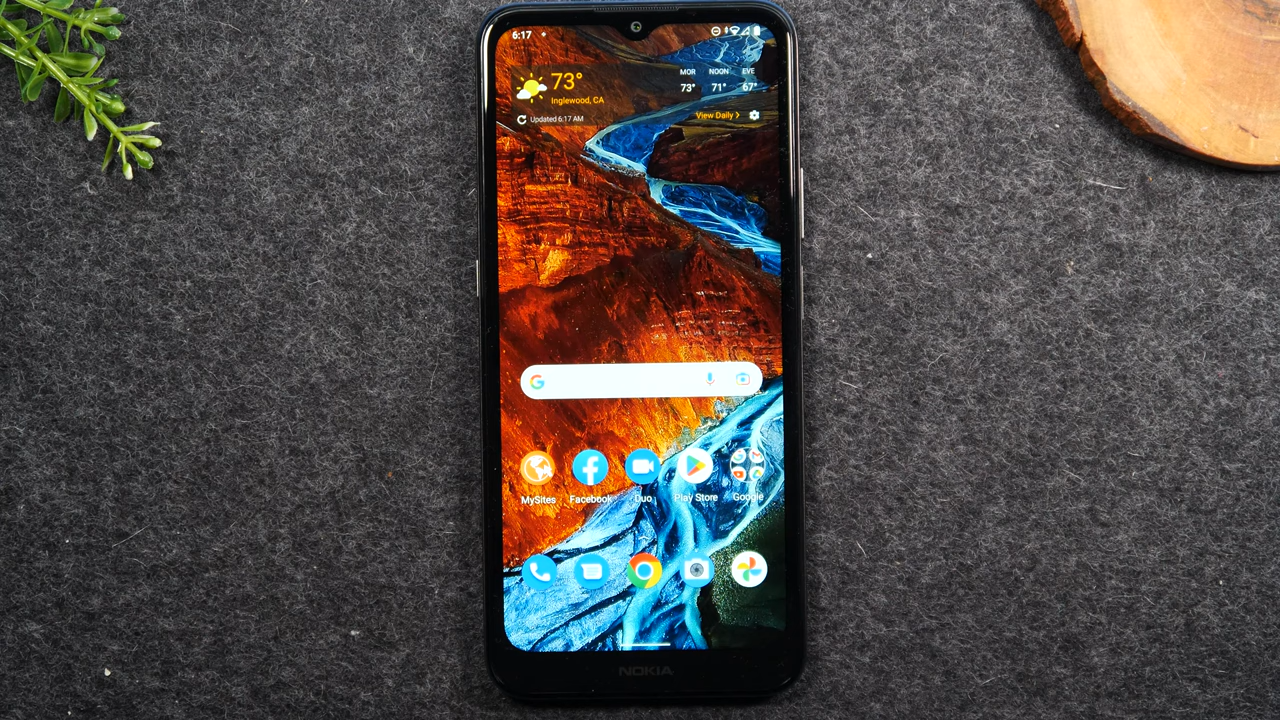 6:17
73°
Inglewood, CA
MOR NOON EVE
73° 71° 67°
Updated 6:17 AM
View Daily >
MySites Facebook Duo Play Store Google
NOKIA